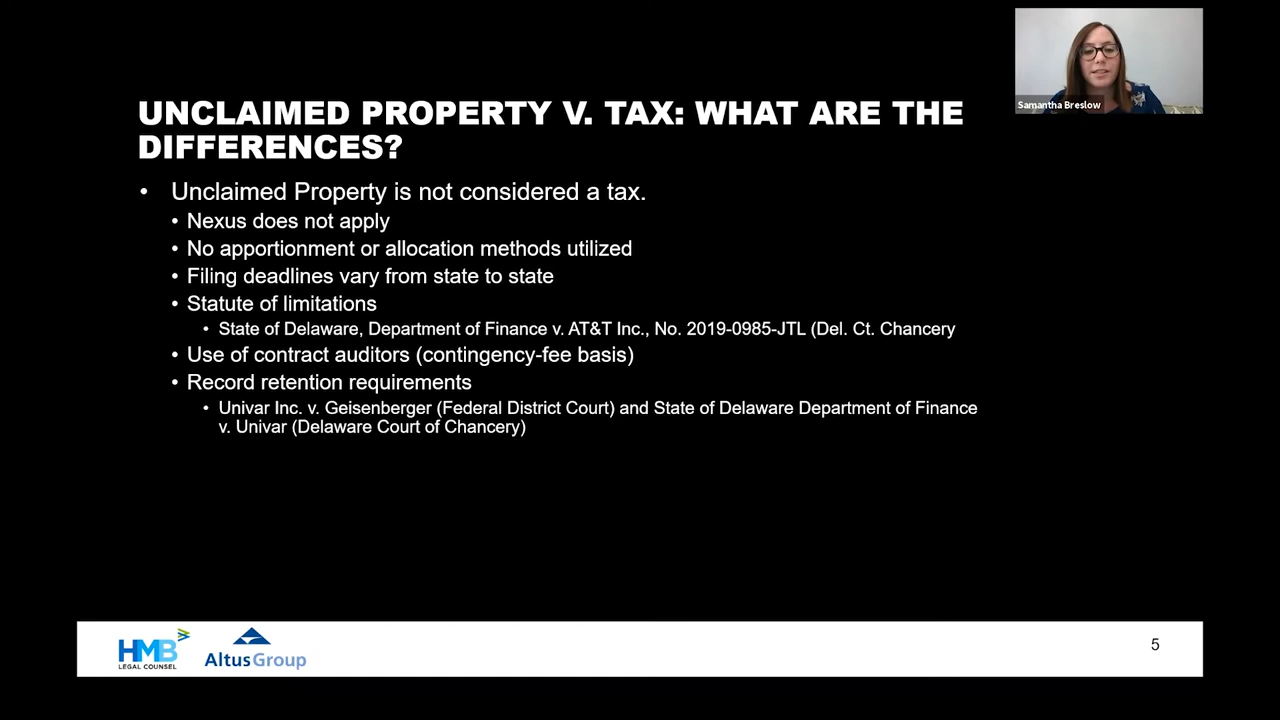 Samantha Breslow
UNCLAIMED PROPERTY V. TAX: WHAT ARE THE
DIFFERENCES?
• Unclaimed Property is not considered a tax.
• Nexus does not apply
• No apportionment or allocation methods utilized
• Filing deadlines vary from state to state
• Statute of limitations
• State of Delaware, Department of Finance v. AT&T Inc., No. 2019-0985-JTL (Del. Ct. Chancery
• Use of contract auditors (contingency-fee basis)
• Record retention requirements
• Univar Inc. v. Geisenberger (Federal District Court) and State of Delaware Department of Finance
v. Univar (Delaware Court of Chancery)
HMB
LEGAL COUNSEL
AltusGroup
5